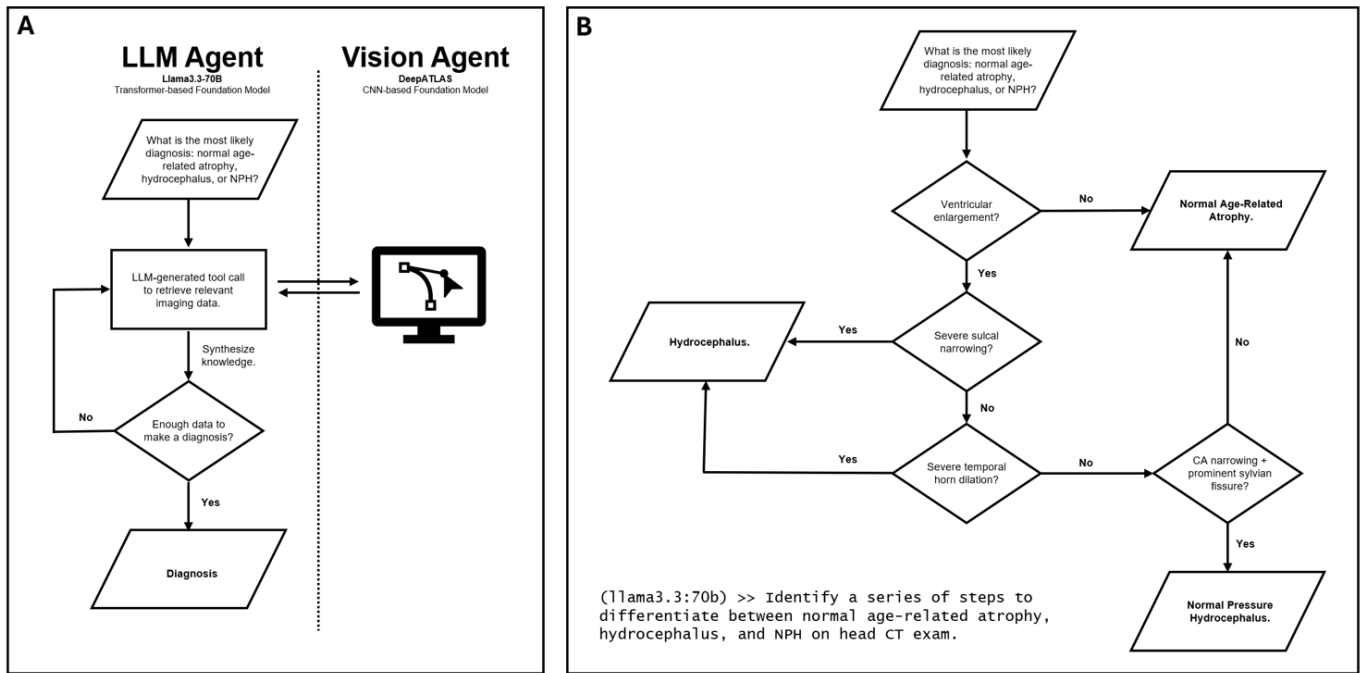 A
LLM Agent
Llama3.3-70B
Transformer-based Foundation Model
Vision Agent
DeepATLAS
CNN-based Foundation Model
What is the most likely
diagnosis: normal age-
related atrophy,
hydrocephalus, or NPH?
LLM-generated tool call
to retrieve relevant
imaging data.
Synthesize
knowledge.
No
Enough data to
make a diagnosis?
Yes
Diagnosis
B
What is the most likely
diagnosis: normal age-
related atrophy,
hydrocephalus, or NPH?
Ventricular
enlargement?
No
Normal Age-Related
Atrophy.
Yes
Severe sulcal
narrowing?
Yes
Hydrocephalus.
No
No
Severe temporal
horn dilation?
Yes
No
CA narrowing +
prominent sylvian
fissure?
Yes
Normal Pressure
Hydrocephalus.
(llama3.3:70b) >> Identify a series of steps to
differentiate between normal age-related atrophy,
hydrocephalus, and NPH on head CT exam.